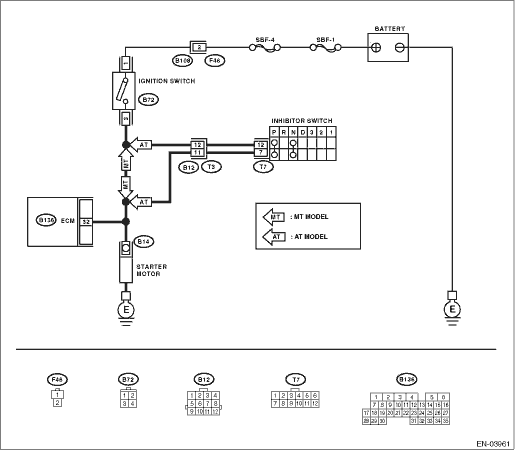 BATTERY
SBF-4
SBF-1
2
B108
F46
1
IGNITION SWITCH
B72
2
INHIBITOR SWITCH
P R N D 3 2 1
AT
12
12
11
7
MT
B12
T3
T7
MT
AT
B136
ECM
32
B14
MT : MT MODEL
AT : AT MODEL
STARTER
MOTOR
E
E
F46
B72
B12
T7
B136
1
2
1 2
3 4
1 2 3 4
5 6 7 8
9 10 11 12
1 2 3 4 5 6
7 8 9 10 11 12
1 2 3 4 5 6
7 8 9 10 11 12 13 14 15 16
17 18 19 20 21 22 23 24 25 26 27
28 29 30 31 32 33 34 35
EN-03961